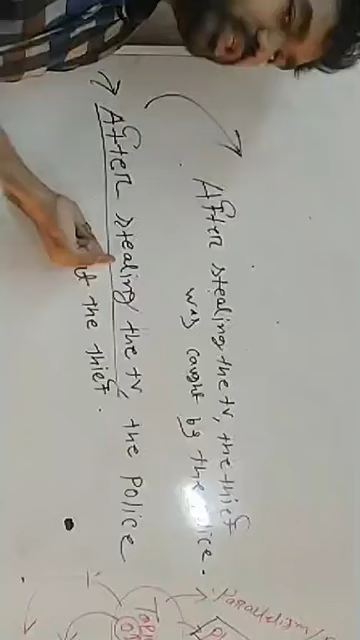 After stealing the tv, the thief
was caught by the police.
After stealing the tv, the police
the thief.
Parallelism/